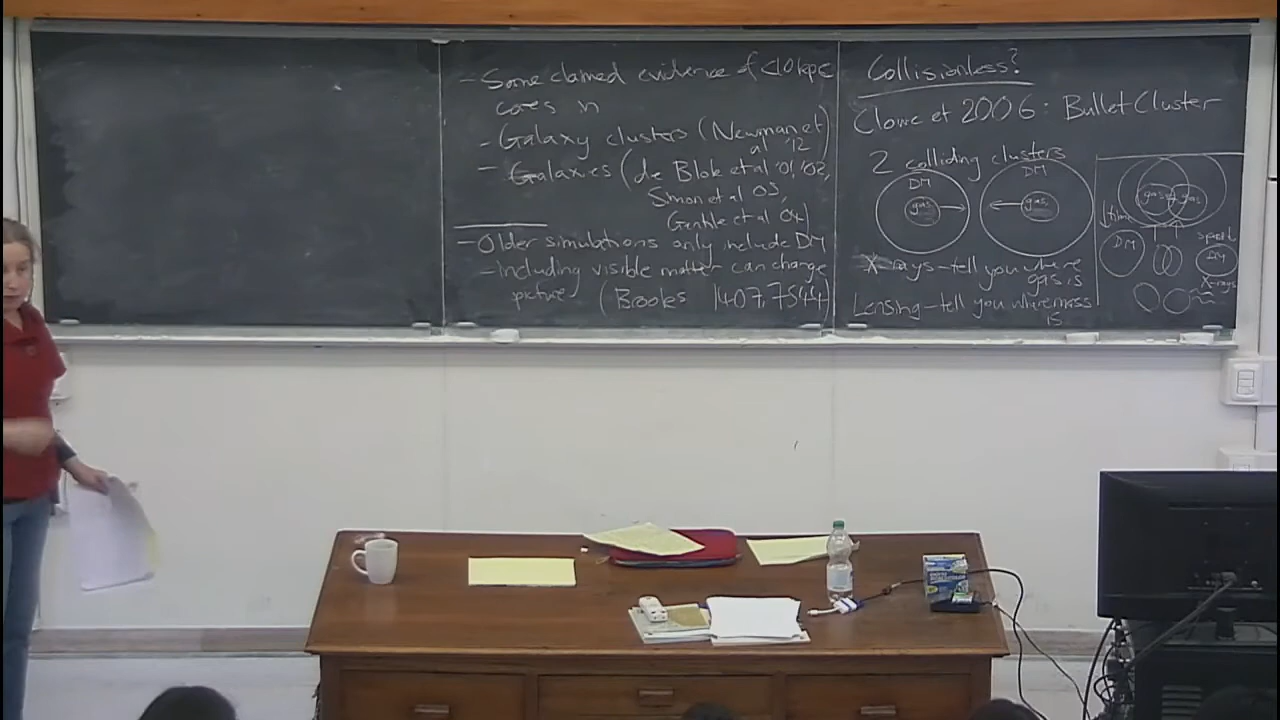 - Some claimed evidence of <10 kpc
cores in
- Galaxy clusters (Newman et
al '12
- Galaxies (de Blok et al '01,'02,
Simon et al 03,
Gentile et al 04)
- Older simulations only include DM
- Including visible matter can change
picture (Brooks 1407.7544)
Collisionless?
Clowe et 2006: Bullet Cluster
2 colliding clusters
DM
gas
DM
gas
X rays - tell you where
gas is
Lensing - tell you where mass
is
gas
gas
time
DM
DM
X-rays